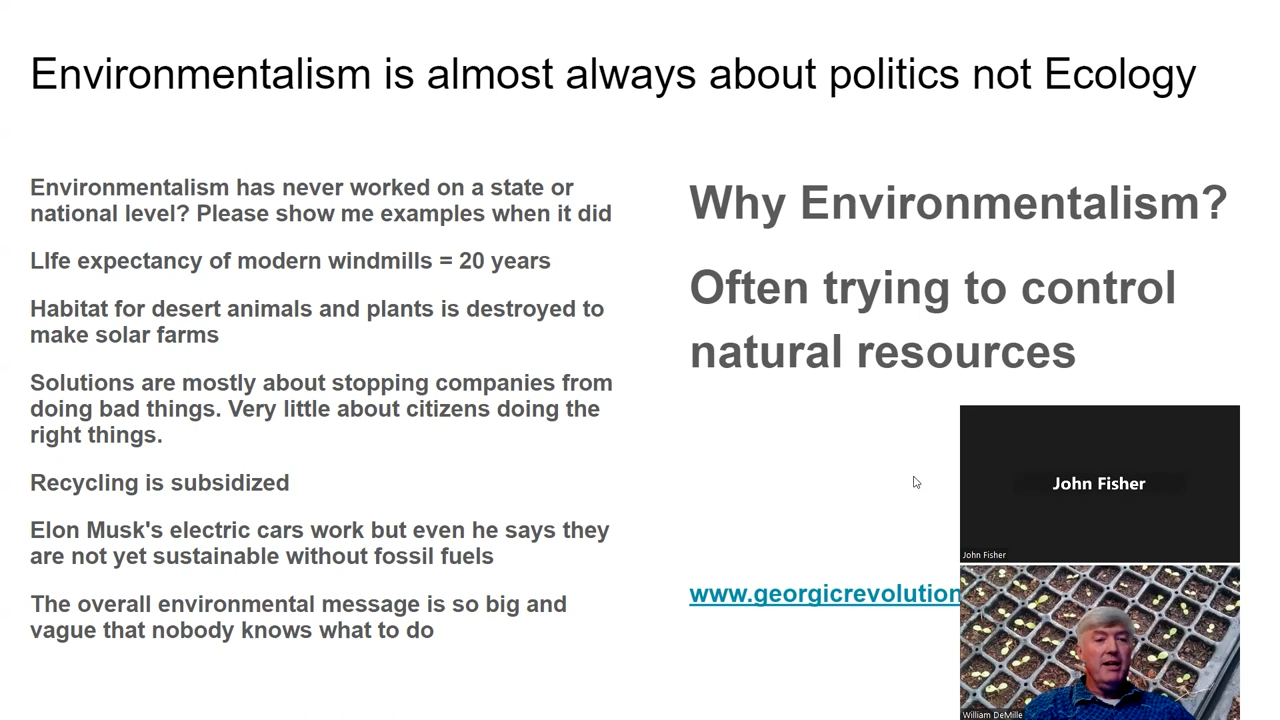 Environmentalism is almost always about politics not Ecology
Environmentalism has never worked on a state or
national level? Please show me examples when it did
LIfe expectancy of modern windmills = 20 years
Habitat for desert animals and plants is destroyed to
make solar farms
Solutions are mostly about stopping companies from
doing bad things. Very little about citizens doing the
right things.
Recycling is subsidized
Elon Musk's electric cars work but even he says they
are not yet sustainable without fossil fuels
The overall environmental message is so big and
vague that nobody knows what to do
Why Environmentalism?
Often trying to control
natural resources
www.georgicrevolution
John Fisher
John Fisher
William DeMille